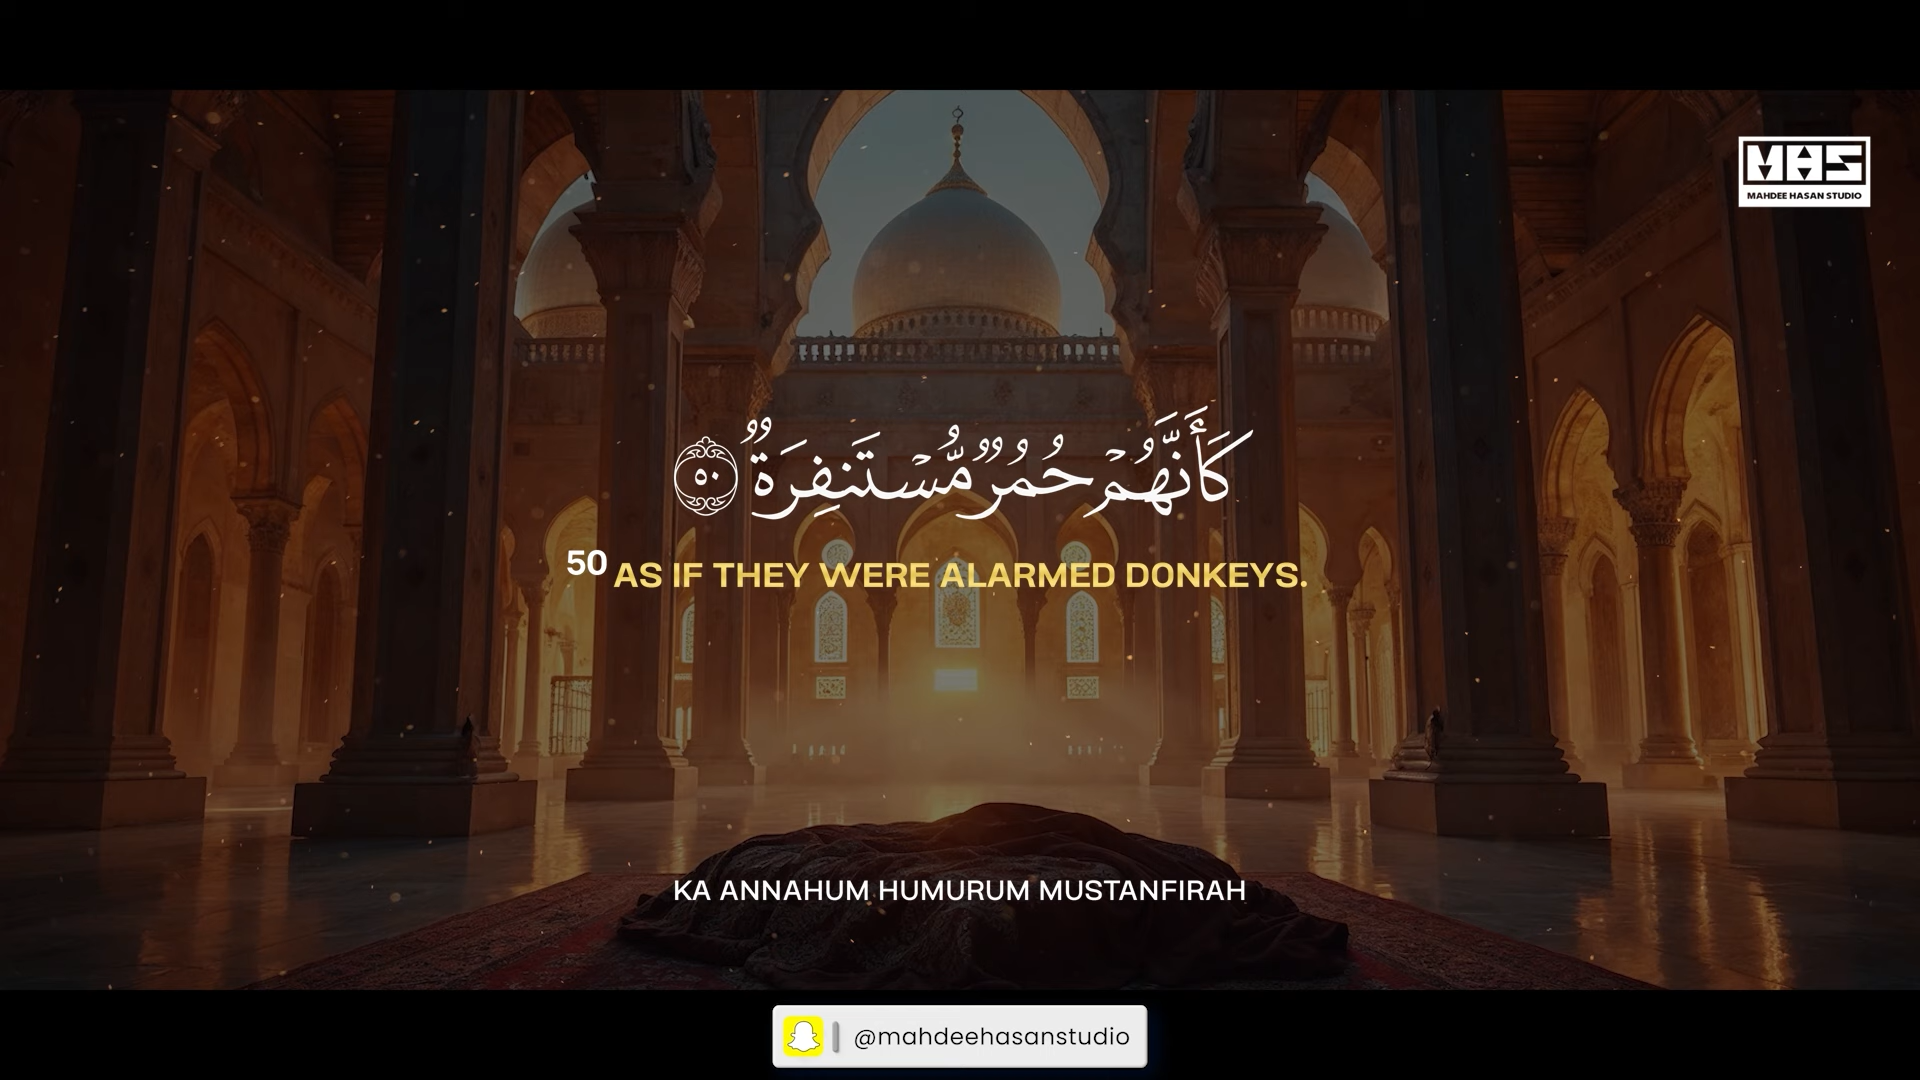 MHS
MAHDEE HASAN STUDIO
كَأَنَّهُمْ حُمُرٌ مُّسْتَنفِرَةٌ ٥٠
50 AS IF THEY WERE ALARMED DONKEYS.
KA ANNAHUM HUMURUM MUSTANFIRAH
@mahdeehasanstudio